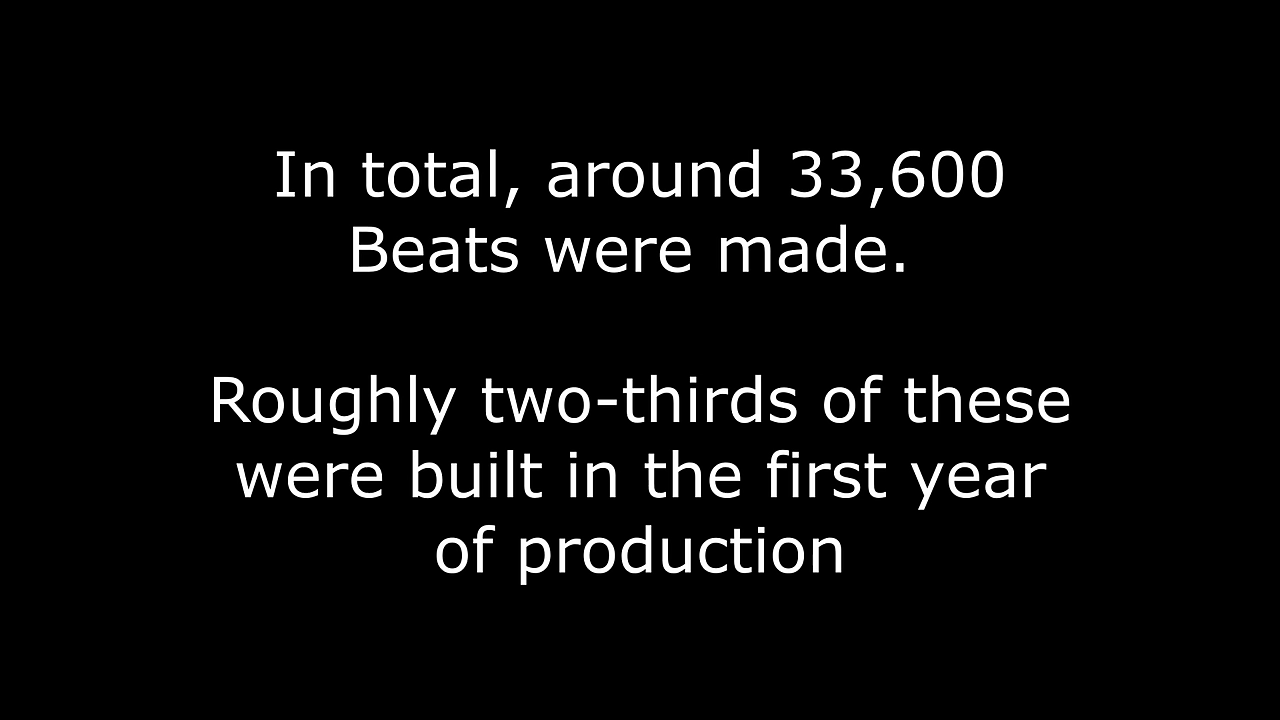 In total, around 33,600
Beats were made.
Roughly two-thirds of these
were built in the first year
of production